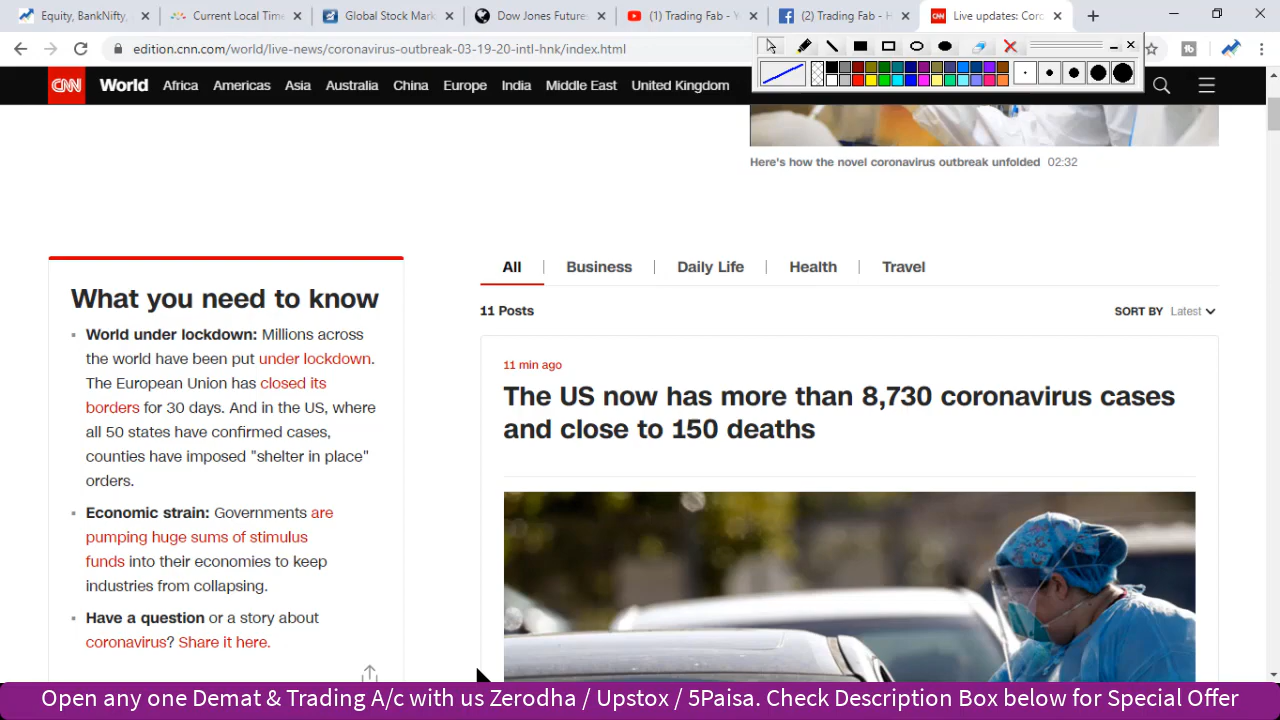 Equity, BankNifty,
Current Local Time
Global Stock Mark
Dow Jones Future
(1) Trading Fab - Y
(2) Trading Fab - H
Live updates: Coro
edition.cnn.com/world/live-news/coronavirus-outbreak-03-19-20-intl-hnk/index.html
CNN World Africa Americas Asia Australia China Europe India Middle East United Kingdom
Here's how the novel coronavirus outbreak unfolded 02:32
All Business Daily Life Health Travel
11 Posts
SORT BY Latest
What you need to know
World under lockdown: Millions across
the world have been put under lockdown.
The European Union has closed its
borders for 30 days. And in the US, where
all 50 states have confirmed cases,
counties have imposed "shelter in place"
orders.
Economic strain: Governments are
pumping huge sums of stimulus
funds into their economies to keep
industries from collapsing.
Have a question or a story about
coronavirus? Share it here.
11 min ago
The US now has more than 8,730 coronavirus cases
and close to 150 deaths
Open any one Demat & Trading A/c with us Zerodha / Upstox / 5Paisa. Check Description Box below for Special Offer